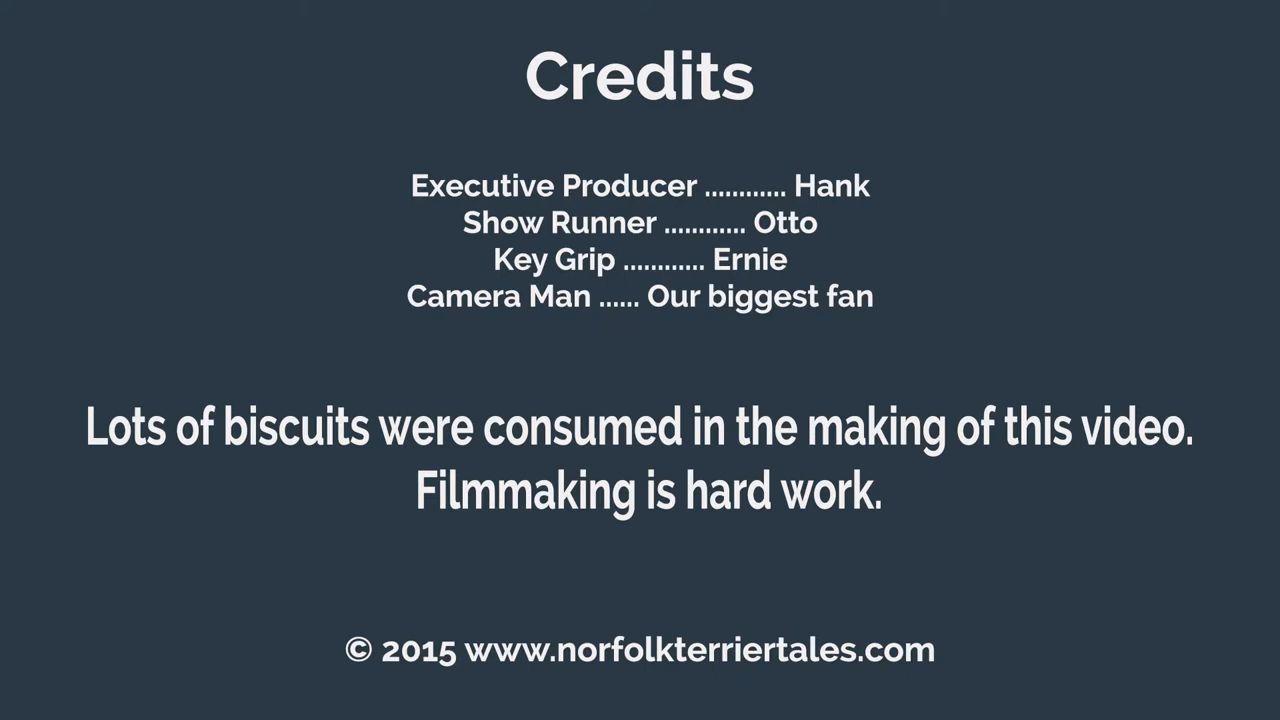 Credits
Executive Producer ............ Hank
Show Runner ............ Otto
Key Grip ............ Ernie
Camera Man ...... Our biggest fan
Lots of biscuits were consumed in the making of this video.
Filmmaking is hard work.
© 2015 www.norfolkterriertales.com